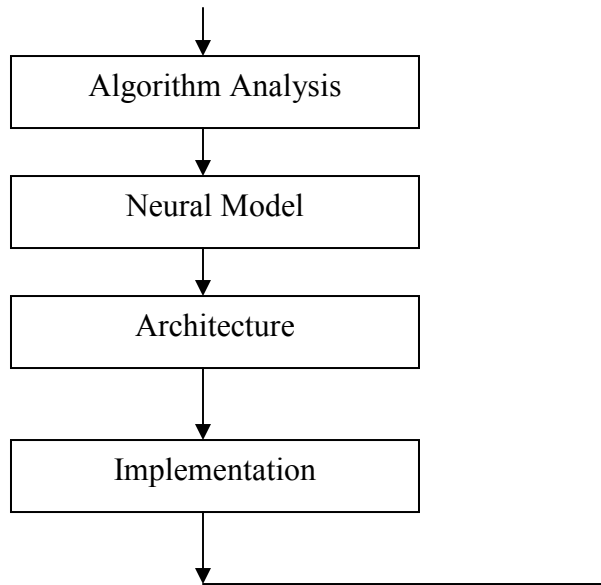 Algorithm Analysis
Neural Model
Architecture
Implementation